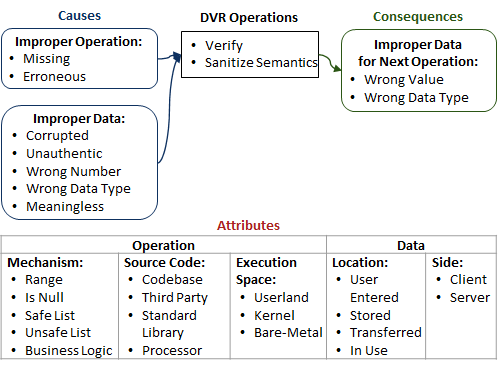 Causes
Improper Operation:
• Missing
• Erroneous
Improper Data:
• Corrupted
• Unauthentic
• Wrong Number
• Wrong Data Type
• Meaningless
DVR Operations
• Verify
• Sanitize Semantics
Consequences
Improper Data
for Next Operation:
• Wrong Value
• Wrong Data Type
Attributes
Operation
Data
Mechanism:
• Range
• Is Null
• Safe List
• Unsafe List
• Business Logic
Source Code:
• Codebase
• Third Party
• Standard
Library
• Processor
Execution
Space:
• Userland
• Kernel
• Bare-Metal
Location:
• User
Entered
• Stored
• Transferred
• In Use
Side:
• Client
• Server